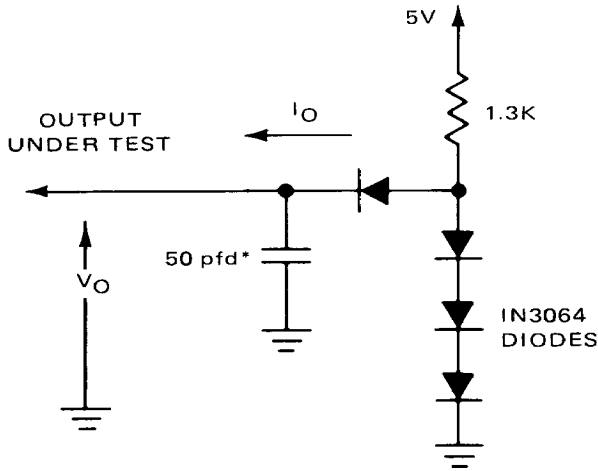 5V
1.3K
OUTPUT
UNDER TEST
IO
50 pfd*
VO
IN3064
DIODES